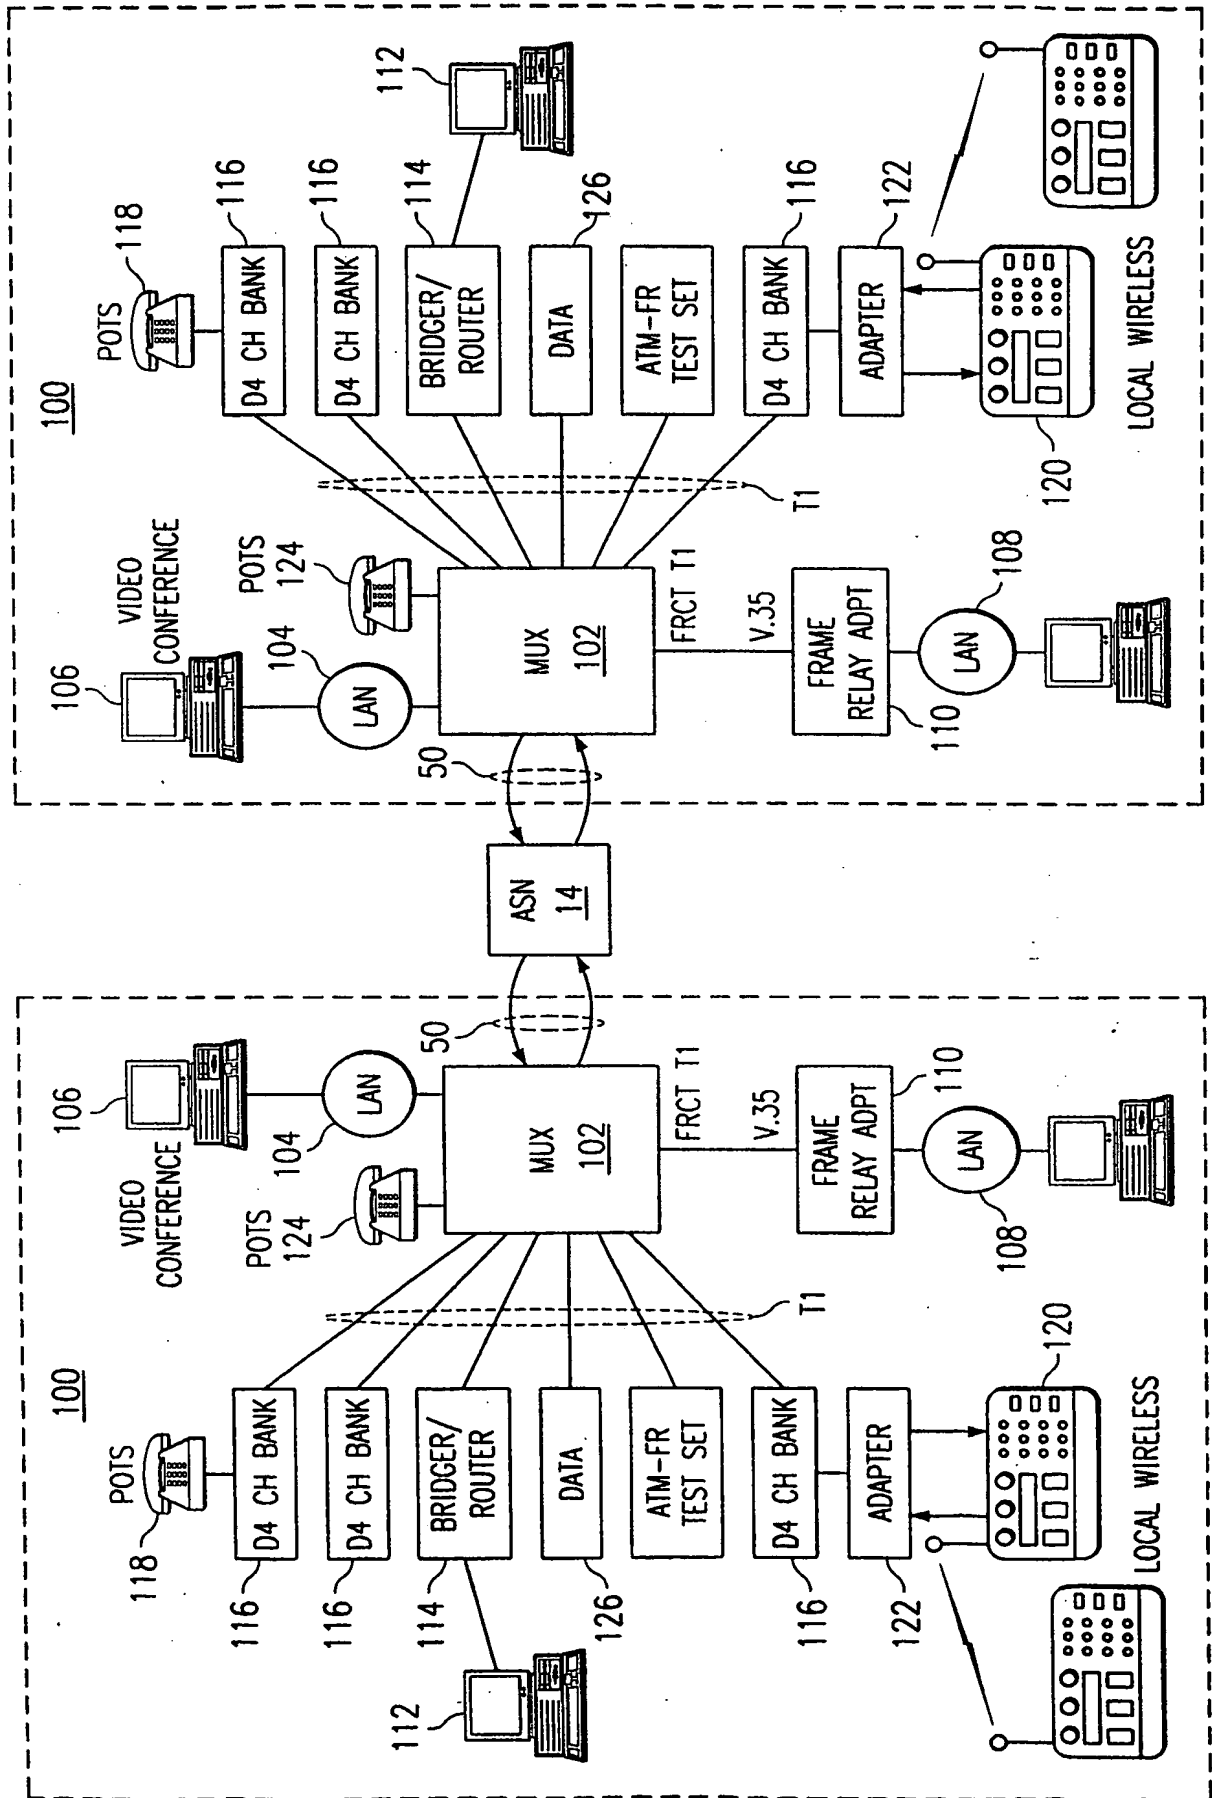 100
POTS
118
D4 CH BANK
116
D4 CH BANK
116
BRIDGER/
ROUTER
114
112
DATA
126
ATM-FR
TEST SET
D4 CH BANK
116
ADAPTER
122
120
LOCAL WIRELESS
T1
VIDEO
CONFERENCE
106
LAN
104
POTS
124
MUX
102
FRCT T1
V.35
FRAME
RELAY ADPT
110
LAN
108
50
ASN
14
50
100
VIDEO
CONFERENCE
106
LAN
104
POTS
124
MUX
102
FRCT T1
V.35
FRAME
RELAY ADPT
110
LAN
108
T1
POTS
118
D4 CH BANK
116
D4 CH BANK
116
BRIDGER/
ROUTER
114
112
DATA
126
ATM-FR
TEST SET
D4 CH BANK
116
ADAPTER
122
120
LOCAL WIRELESS